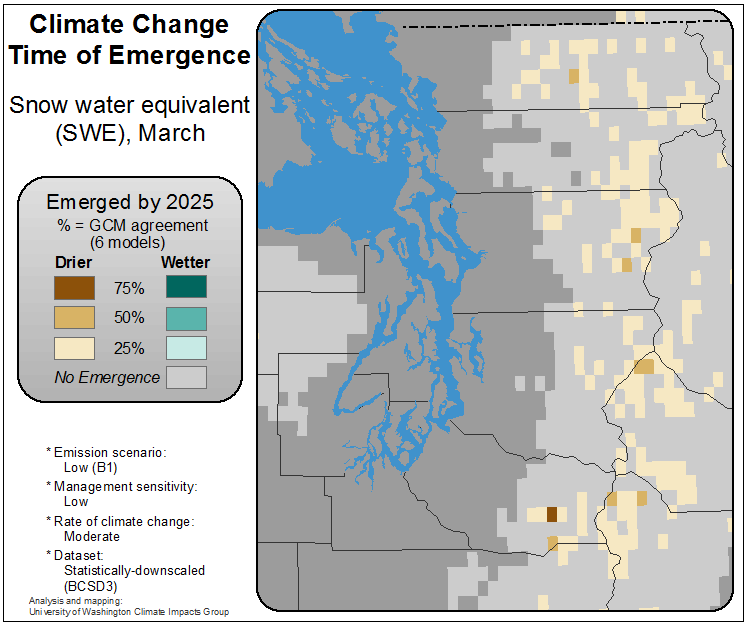 Climate Change
Time of Emergence
Snow water equivalent
(SWE), March
Emerged by 2025
% = GCM agreement
(6 models)
Drier Wetter
75%
50%
25%
No Emergence
* Emission scenario:
Low (B1)
* Management sensitivity:
Low
* Rate of climate change:
Moderate
* Dataset:
Statistically-downscaled
(BCSD3)
Analysis and mapping:
University of Washington Climate Impacts Group